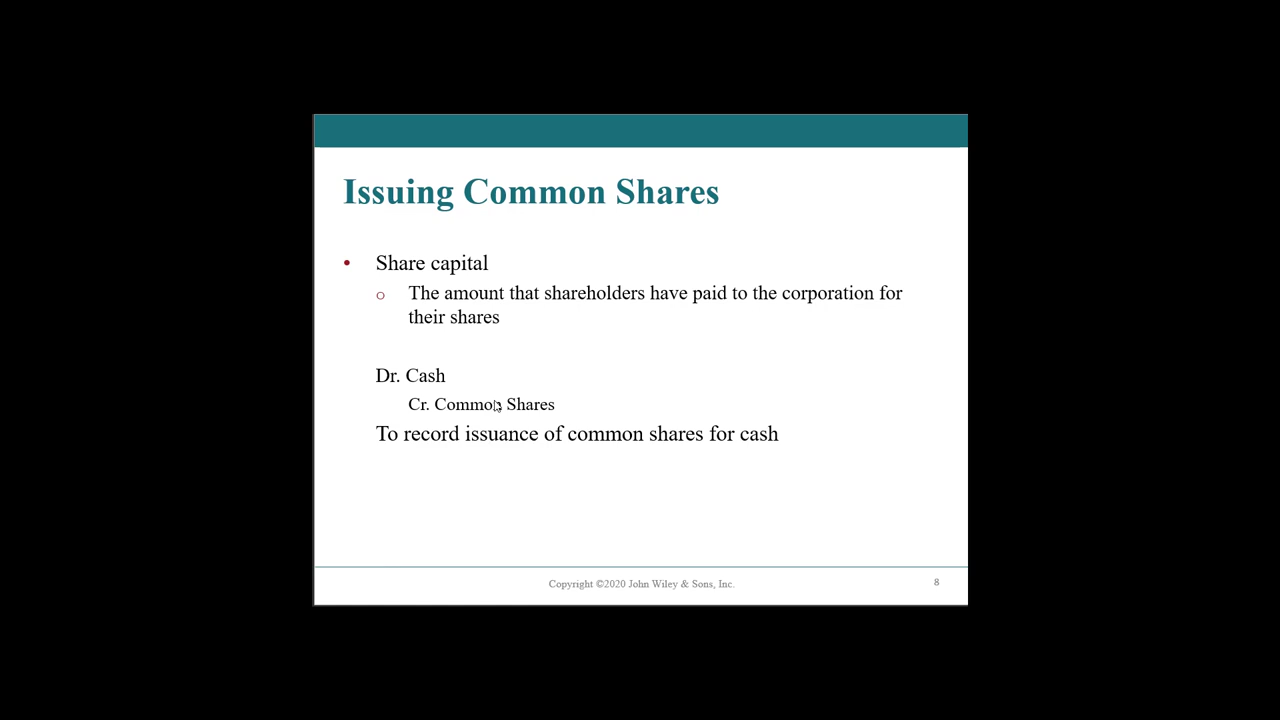 Issuing Common Shares
• Share capital
o The amount that shareholders have paid to the corporation for
their shares
Dr. Cash
Cr. Common Shares
To record issuance of common shares for cash
Copyright ©2020 John Wiley & Sons, Inc.
8